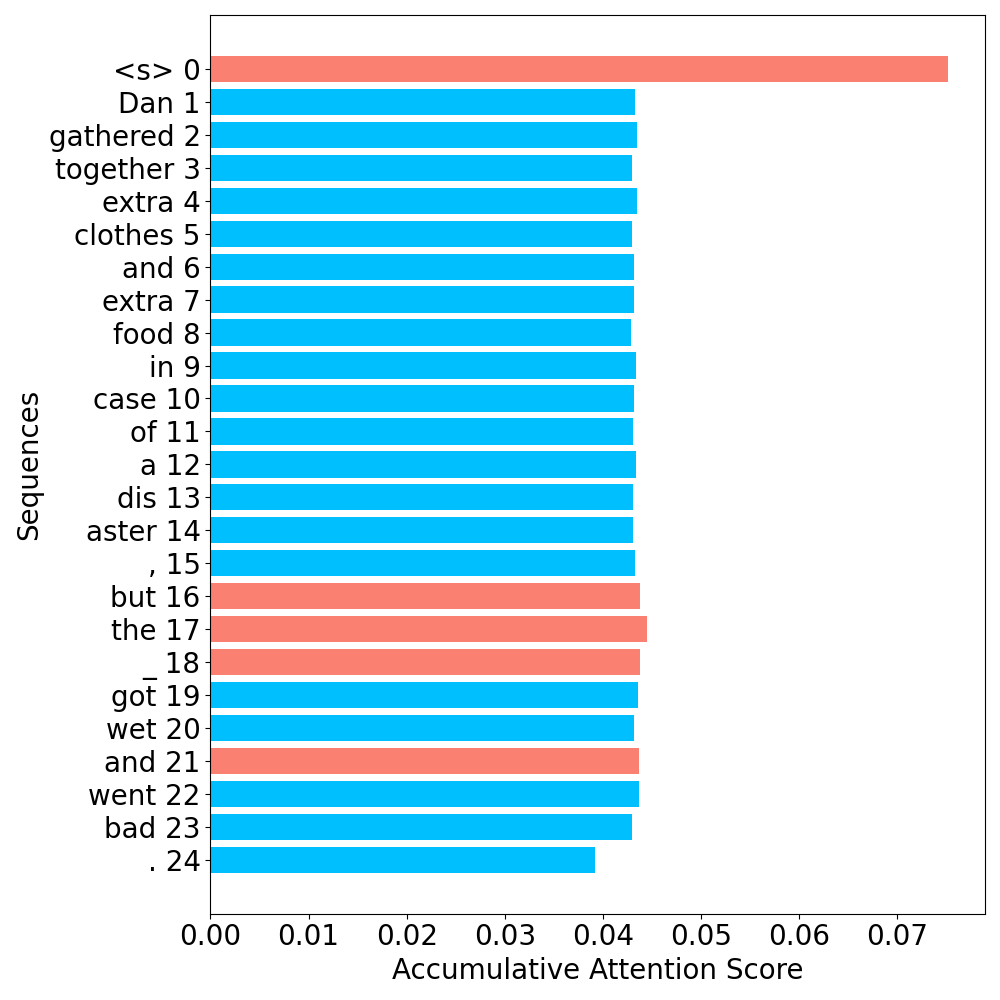 <s> 0
Dan 1
gathered 2
together 3
extra 4
clothes 5
and 6
extra 7
food 8
in 9
case 10
of 11
a 12
dis 13
aster 14
, 15
but 16
the 17
_ 18
got 19
wet 20
and 21
went 22
bad 23
. 24
Sequences
0.00 0.01 0.02 0.03 0.04 0.05 0.06 0.07
Accumulative Attention Score